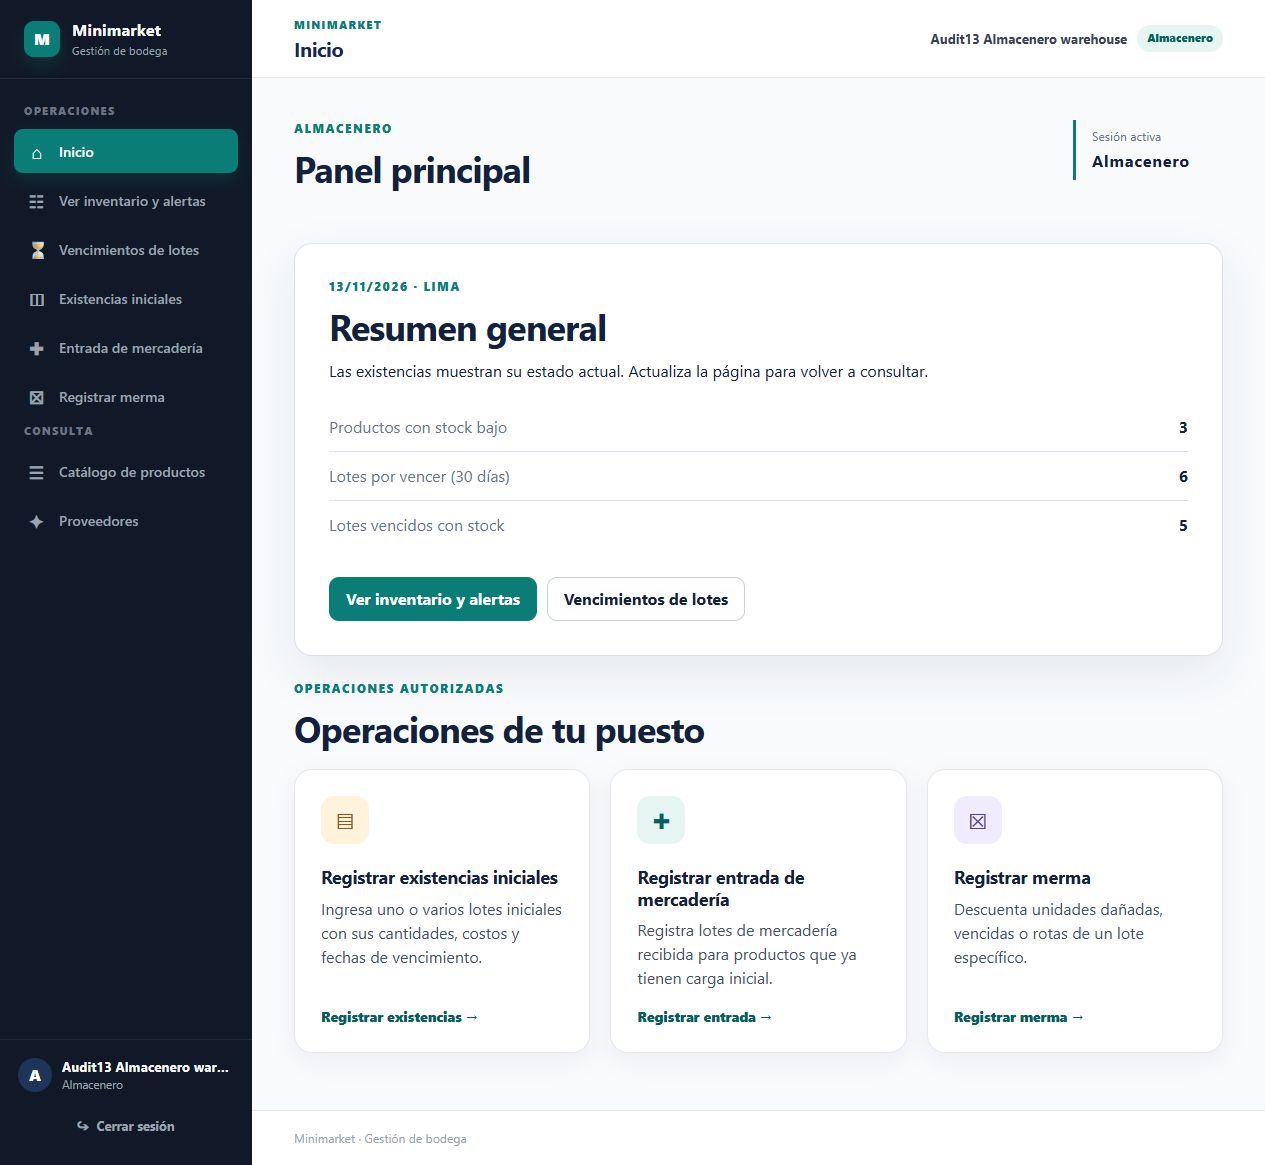 M
Minimarket
Gestión de bodega
OPERACIONES
Inicio
Ver inventario y alertas
Vencimientos de lotes
Existencias iniciales
Entrada de mercadería
Registrar merma
CONSULTA
Catálogo de productos
Proveedores
A
Audit13 Almacenero war...
Almacenero
Cerrar sesión
MINIMARKET
Inicio
Audit13 Almacenero warehouse
Almacenero
ALMACENERO
Panel principal
Sesión activa
Almacenero
13/11/2026 · LIMA
Resumen general
Las existencias muestran su estado actual. Actualiza la página para volver a consultar.
Productos con stock bajo 3
Lotes por vencer (30 días) 6
Lotes vencidos con stock 5
Ver inventario y alertas
Vencimientos de lotes
OPERACIONES AUTORIZADAS
Operaciones de tu puesto
Registrar existencias iniciales
Ingresa uno o varios lotes iniciales
con sus cantidades, costos y
fechas de vencimiento.
Registrar existencias →
Registrar entrada de
mercadería
Registra lotes de mercadería
recibida para productos que ya
tienen carga inicial.
Registrar entrada →
Registrar merma
Descuenta unidades dañadas,
vencidas o rotas de un lote
específico.
Registrar merma →
Minimarket · Gestión de bodega